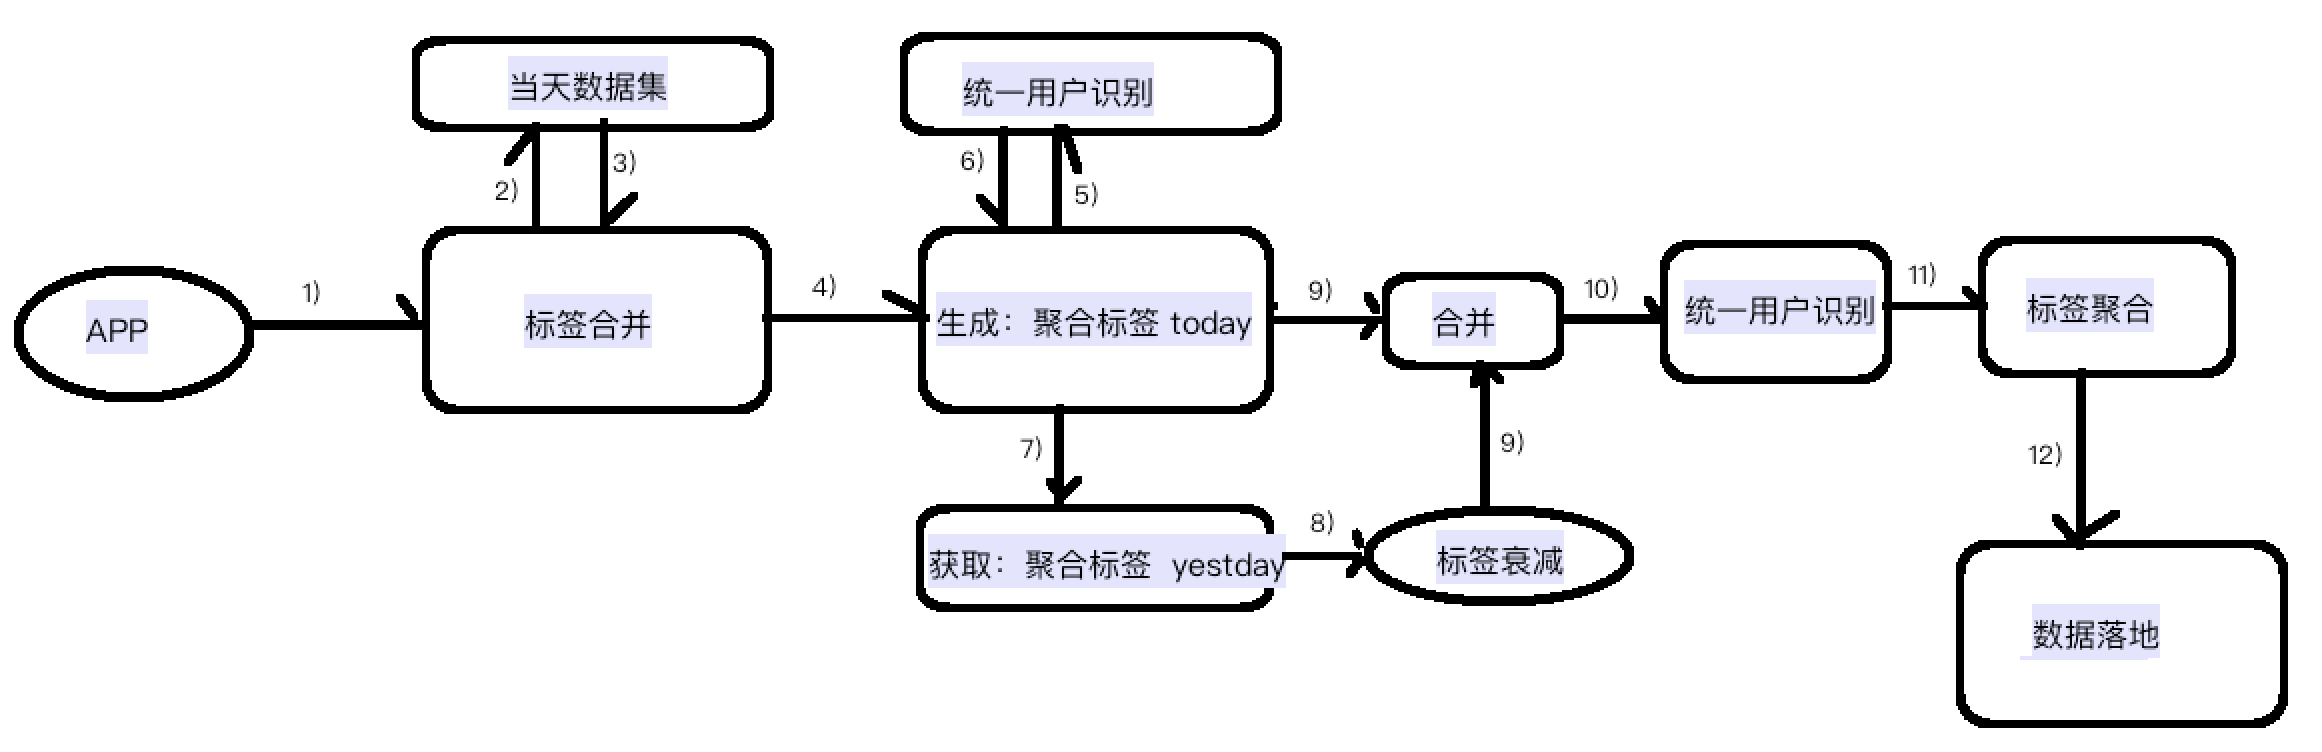 当天数据集
统一用户识别
2)
3)
6)
5)
APP
1)
标签合并
4)
生成：聚合标签 today
9)
合并
10)
统一用户识别
11)
标签聚合
7)
9)
12)
获取：聚合标签 yestday
8)
标签衰减
数据落地